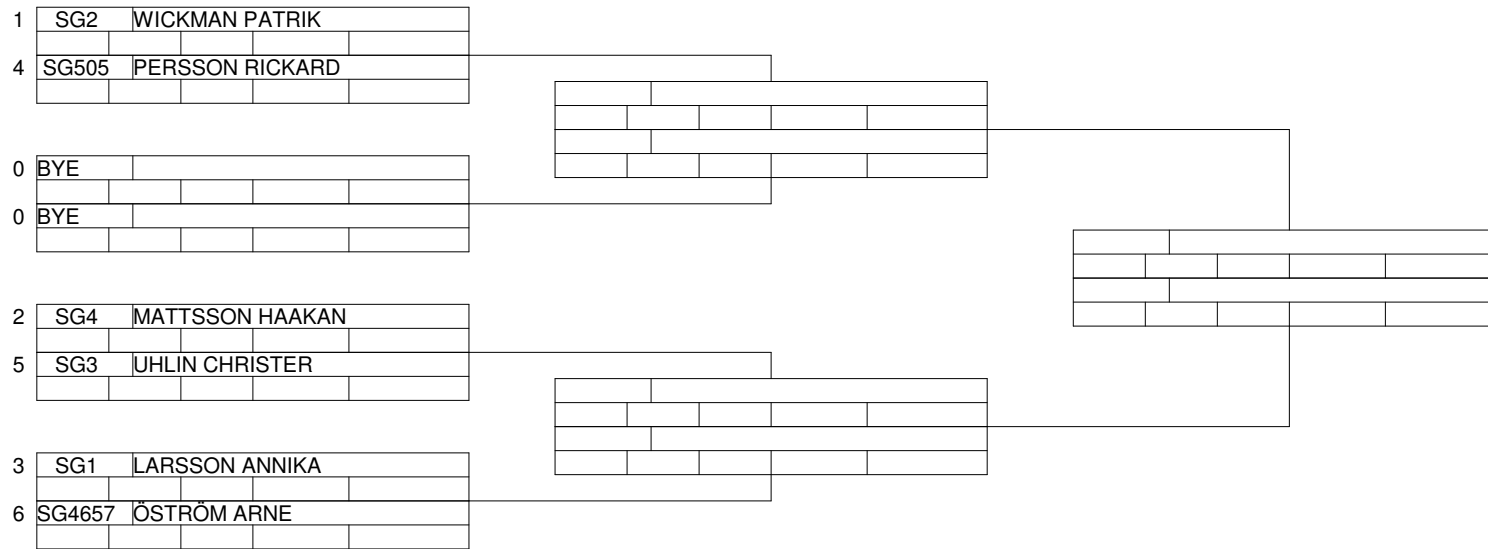 1 SG2 WICKMAN PATRIK
4 SG505 PERSSON RICKARD
0 BYE
0 BYE
2 SG4 MATTSSON HAAKAN
5 SG3 UHLIN CHRISTER
3 SG1 LARSSON ANNIKA
6 SG4657 ÖSTRÖM ARNE